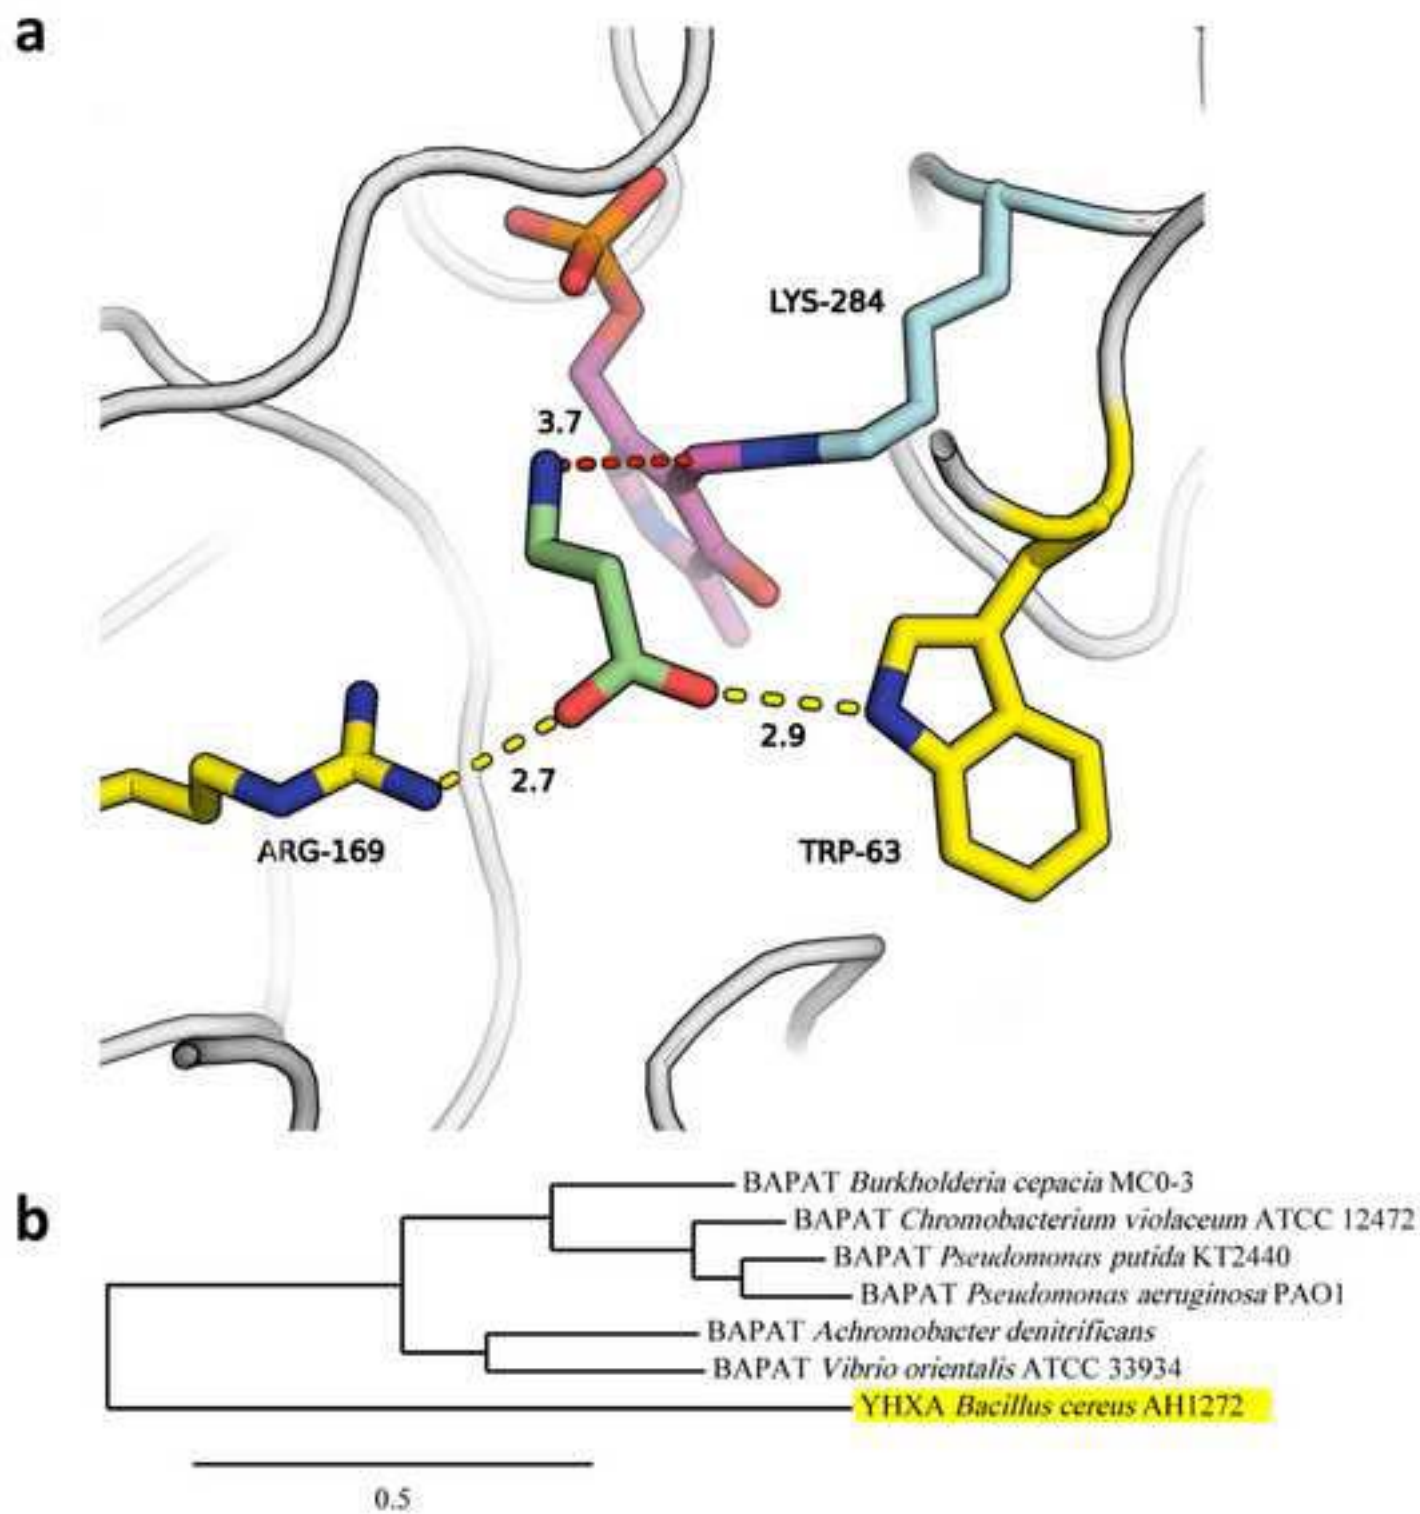 a
LYS-284
3.7
2.9
2.7
ARG-169
TRP-63
b
BAPAT Burkholderia cepacia MC0-3
BAPAT Chromobacterium violaceum ATCC 12472
BAPAT Pseudomonas putida KT2440
BAPAT Pseudomonas aeruginosa PAO1
BAPAT Achromobacter denitrificans
BAPAT Vibrio orientalis ATCC 33934
YHXA Bacillus cereus AH1272
0.5